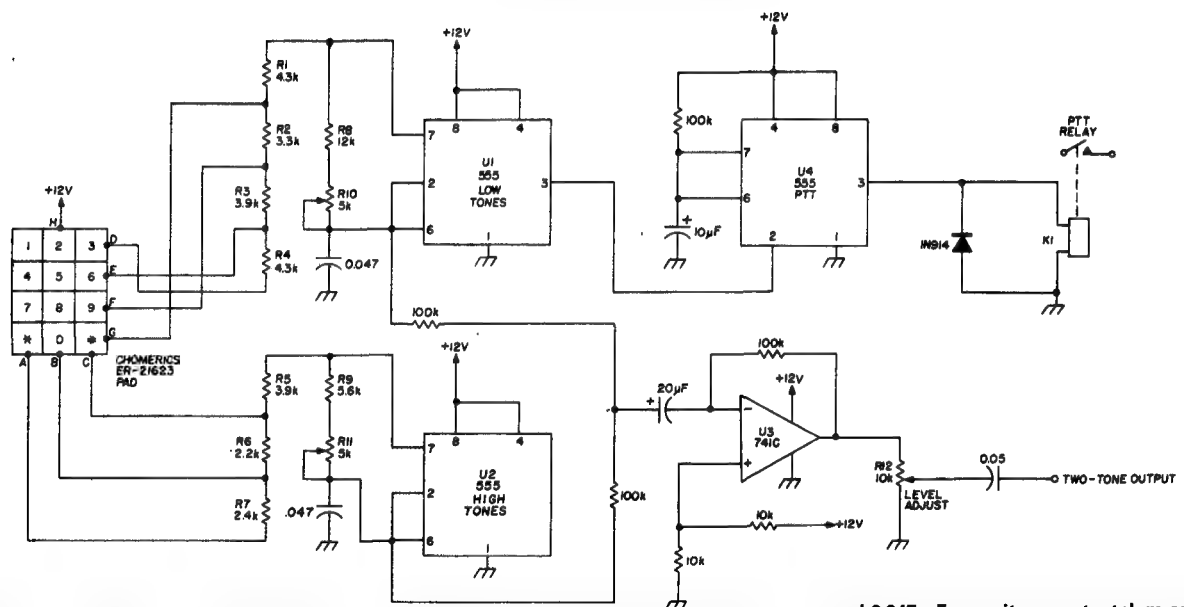 +12V
H
1 2 3 D
4 5 6 E
7 8 9 F
* 0 * G
A B C
CHOMERICS
ER-21623
PAD
R1
4.3k
R2
3.3k
R3
3.9k
R4
4.3k
R8
12k
R10
5k
0.047
+12V
8 4
7
2
6
U1
555
LOW
TONES
3
1
100k
+12V
100k
4 8
7
6
2
U4
555
PTT
3
1
+
10µF
1N914
PTT
RELAY
K1
R5
3.9k
R6
2.2k
R7
2.4k
R9
5.6k
R11
5k
.047
+12V
8 4
7
2
6
U2
555
HIGH
TONES
1
100k
20µF
+
100k
+12V
-
+
U3
741C
10k
+12V
10k
R12
10k
LEVEL
ADJUST
0.05
TWO-TONE OUTPUT